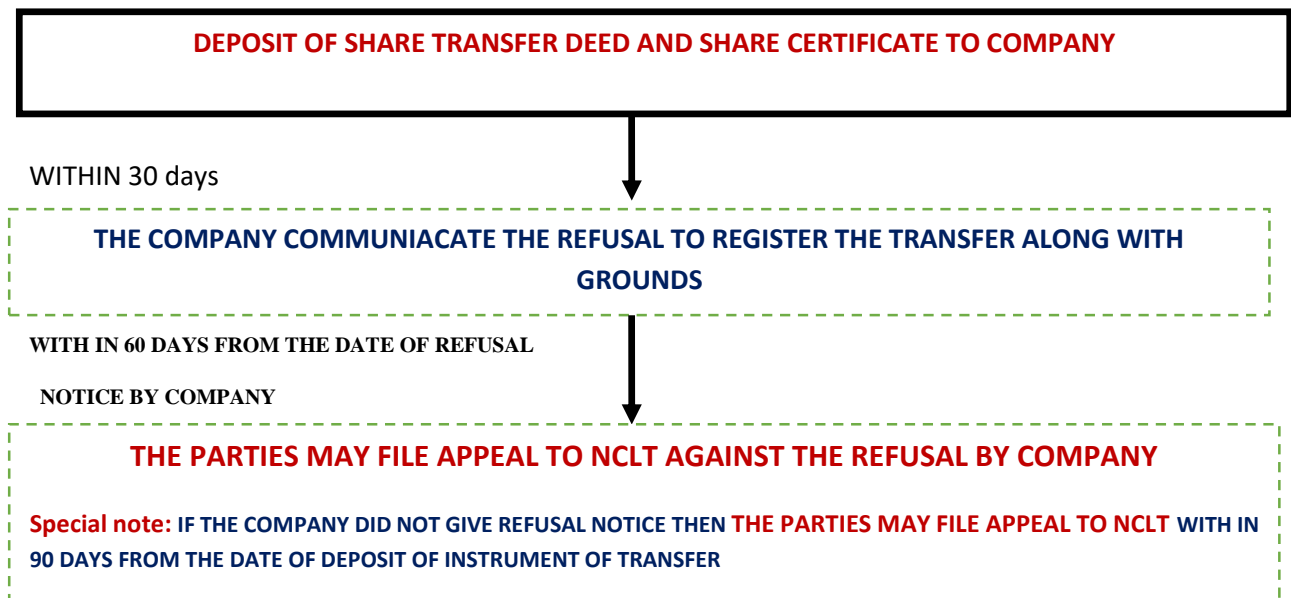 DEPOSIT OF SHARE TRANSFER DEED AND SHARE CERTIFICATE TO COMPANY
WITHIN 30 days
THE COMPANY COMMUNIACATE THE REFUSAL TO REGISTER THE TRANSFER ALONG WITH
GROUNDS
WITH IN 60 DAYS FROM THE DATE OF REFUSAL
NOTICE BY COMPANY
THE PARTIES MAY FILE APPEAL TO NCLT AGAINST THE REFUSAL BY COMPANY
Special note: IF THE COMPANY DID NOT GIVE REFUSAL NOTICE THEN THE PARTIES MAY FILE APPEAL TO NCLT WITH IN
90 DAYS FROM THE DATE OF DEPOSIT OF INSTRUMENT OF TRANSFER